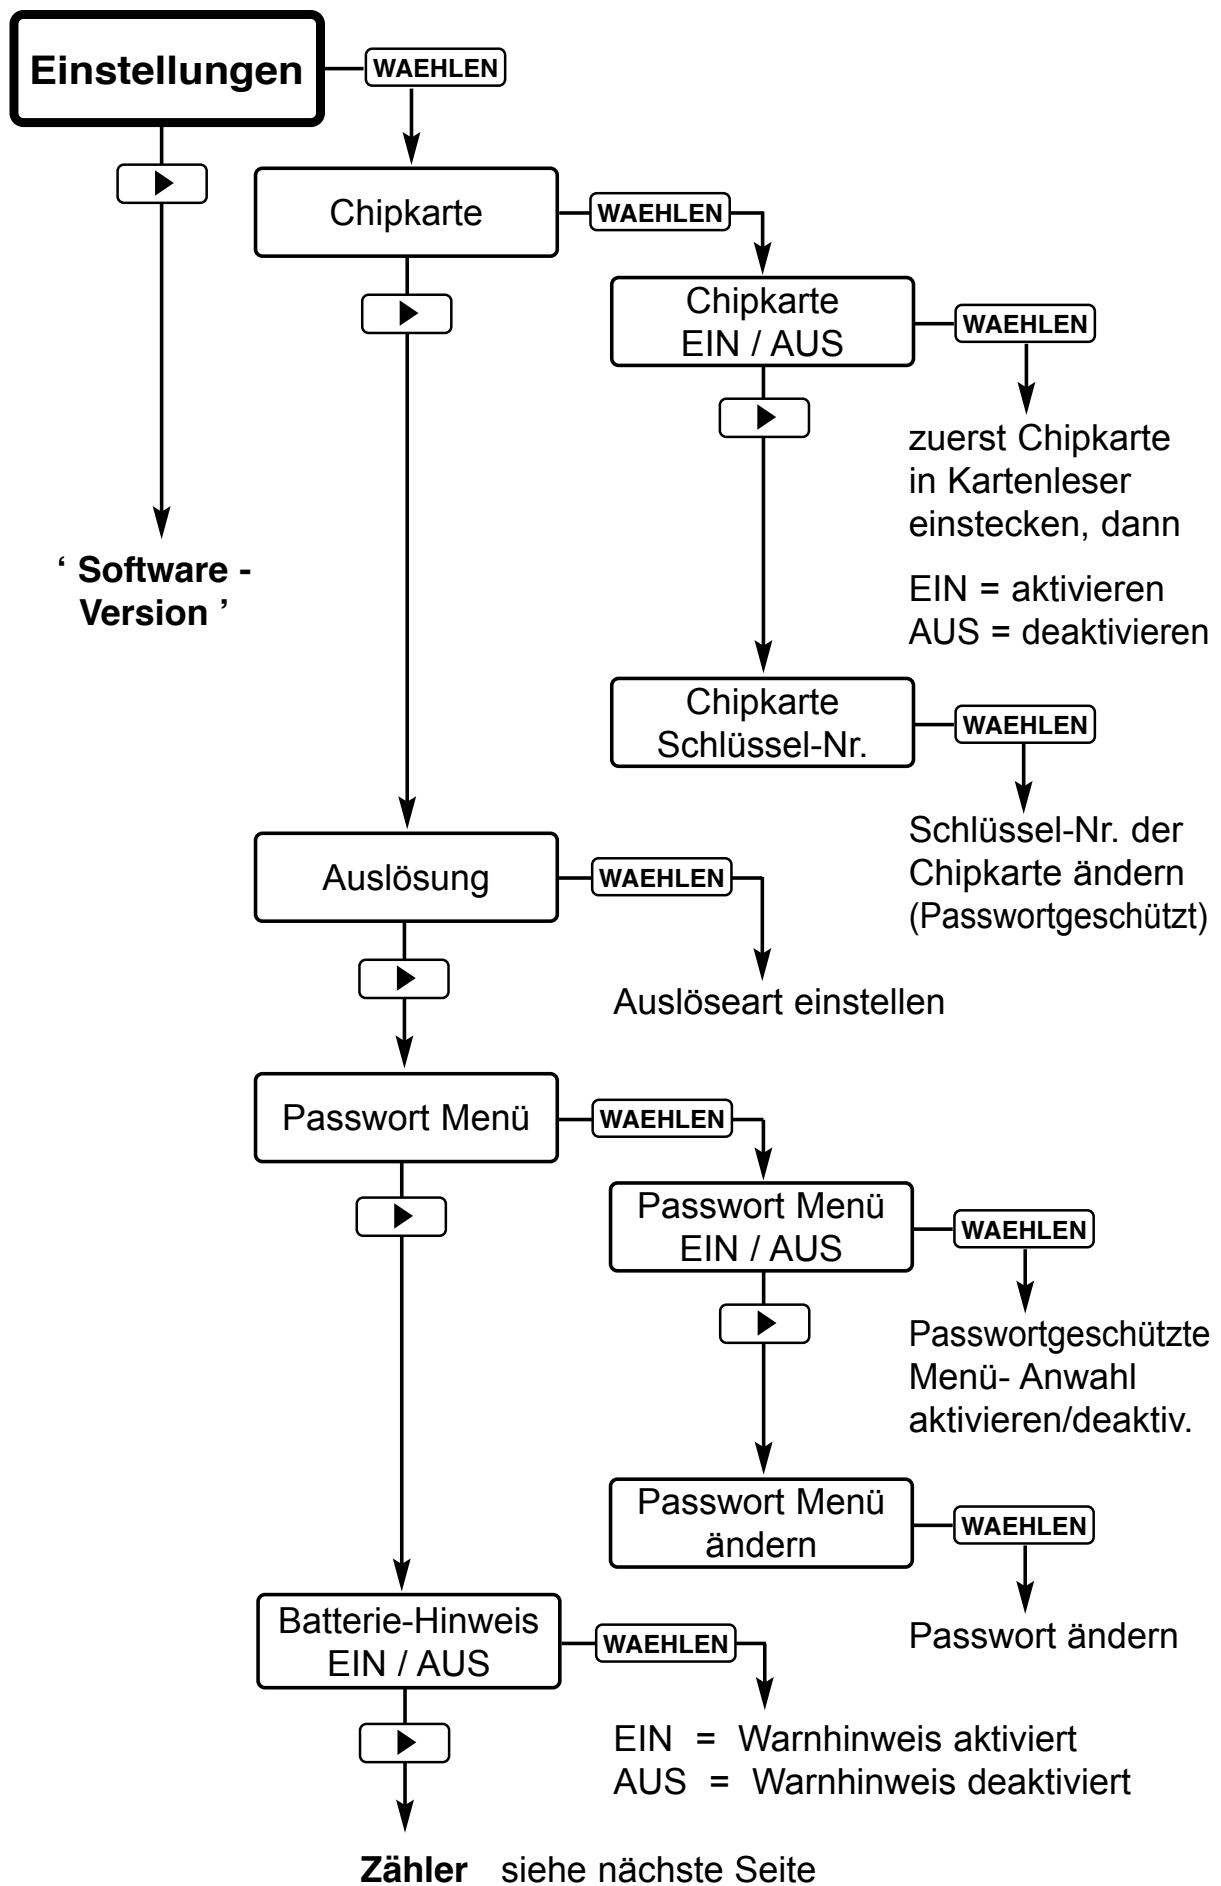 Einstellungen
WAEHLEN
Chipkarte
WAEHLEN
Chipkarte
EIN / AUS
WAEHLEN
zuerst Chipkarte
in Kartenleser
einstecken, dann
EIN = aktivieren
AUS = deaktivieren
‘ Software -
Version ’
Chipkarte
Schlüssel-Nr.
WAEHLEN
Schlüssel-Nr. der
Chipkarte ändern
(Passwortgeschützt)
Auslösung
WAEHLEN
Auslöseart einstellen
Passwort Menü
WAEHLEN
Passwort Menü
EIN / AUS
WAEHLEN
Passwortgeschützte
Menü- Anwahl
aktivieren/deaktiv.
Passwort Menü
ändern
WAEHLEN
Passwort ändern
Batterie-Hinweis
EIN / AUS
WAEHLEN
EIN = Warnhinweis aktiviert
AUS = Warnhinweis deaktiviert
Zähler siehe nächste Seite